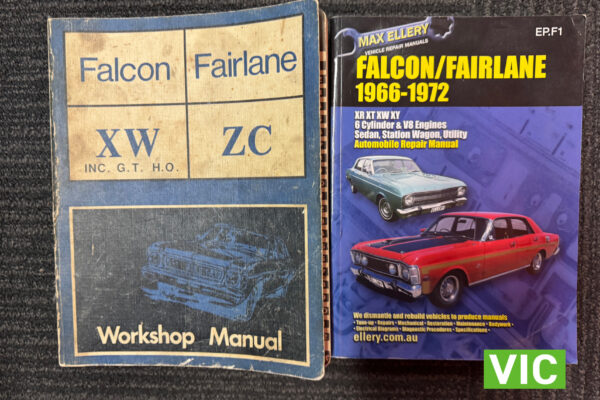 Falcon Fairlane
XW ZC
INC. G.T. H.O.
Workshop Manual
EP.F1
MAX ELLERY
VEHICLE REPAIR MANUALS
FALCON/FAIRLANE
1966-1972
XR XT XW XY
6 Cylinder & V8 Engines
Sedan, Station Wagon, Utility
Automobile Repair Manual
We dismantle and rebuild vehicles to produce manuals
• Tune-up • Repairs • Mechanical • Restoration • Maintenance • Bodywork •
• Electrical Diagrams • Diagnostic Procedures • Specifications •
ellery.com.au
VIC